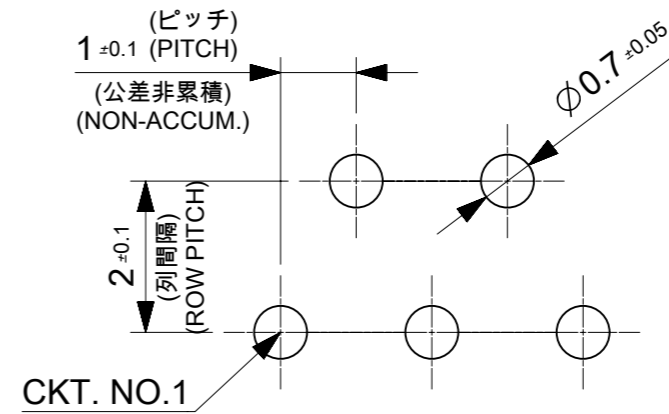 (ピッチ)
1 ±0.1 (PITCH)
(公差非累積)
(NON-ACCUM.)
Φ0.7 ±0.05
2 ±0.1
(列間隔)
(ROW PITCH)
CKT. NO.1